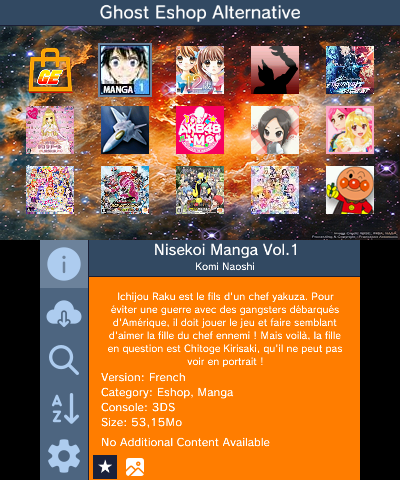 Ghost Eshop Alternative
GE
MANGA 1
AKB48
Nisekoi Manga Vol.1
Komi Naoshi
Ichijou Raku est le fils d'un chef yakuza. Pour
éviter une guerre avec des gangsters débarqués
d'Amérique, il doit jouer le jeu et faire semblant
d'aimer la fille du chef ennemi ! Mais voilà, la fille
en question est Chitoge Kirisaki, qu'il ne peut pas
voir en portrait !
Version: French
Category: Eshop, Manga
Console: 3DS
Size: 53,15Mo
No Additional Content Available
A
Z